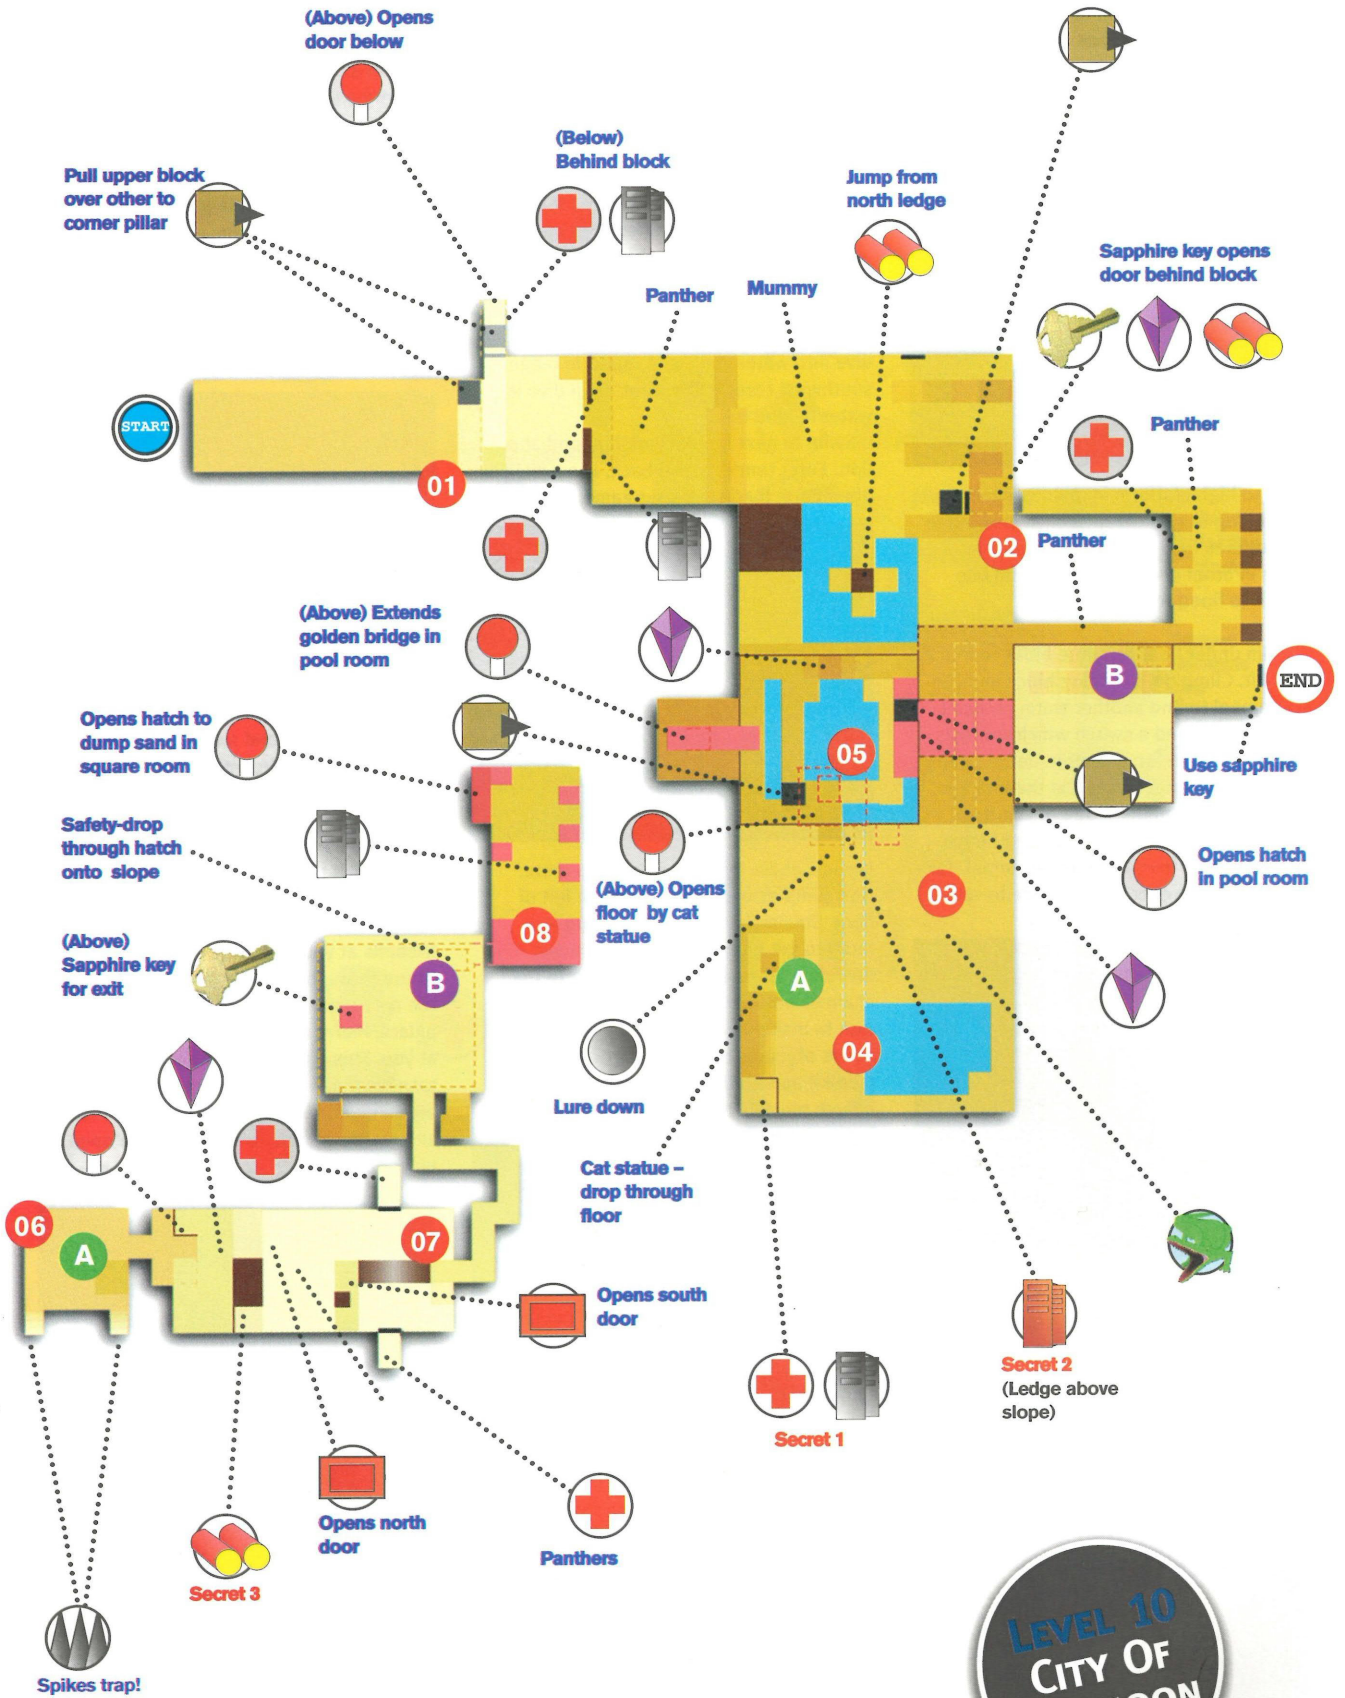 (Above) Opens
door below
(Below)
Behind block
Pull upper block
over other to
corner pillar
Jump from
north ledge
Sapphire key opens
door behind block
Panther
Mummy
START
Panther
01
02
Panther
(Above) Extends
golden bridge in
pool room
B
END
Opens hatch to
dump sand in
square room
05
Use sapphire
key
Safety-drop
through hatch
onto slope
Opens hatch
in pool room
(Above) Opens
floor by cat
statue
03
08
(Above)
Sapphire key
for exit
B
A
04
Lure down
Cat statue –
drop through
floor
06
A
07
Opens south
door
Secret 2
(Ledge above
slope)
Secret 1
Opens north
door
Panthers
Secret 3
Spikes trap!
LEVEL 10
CITY OF